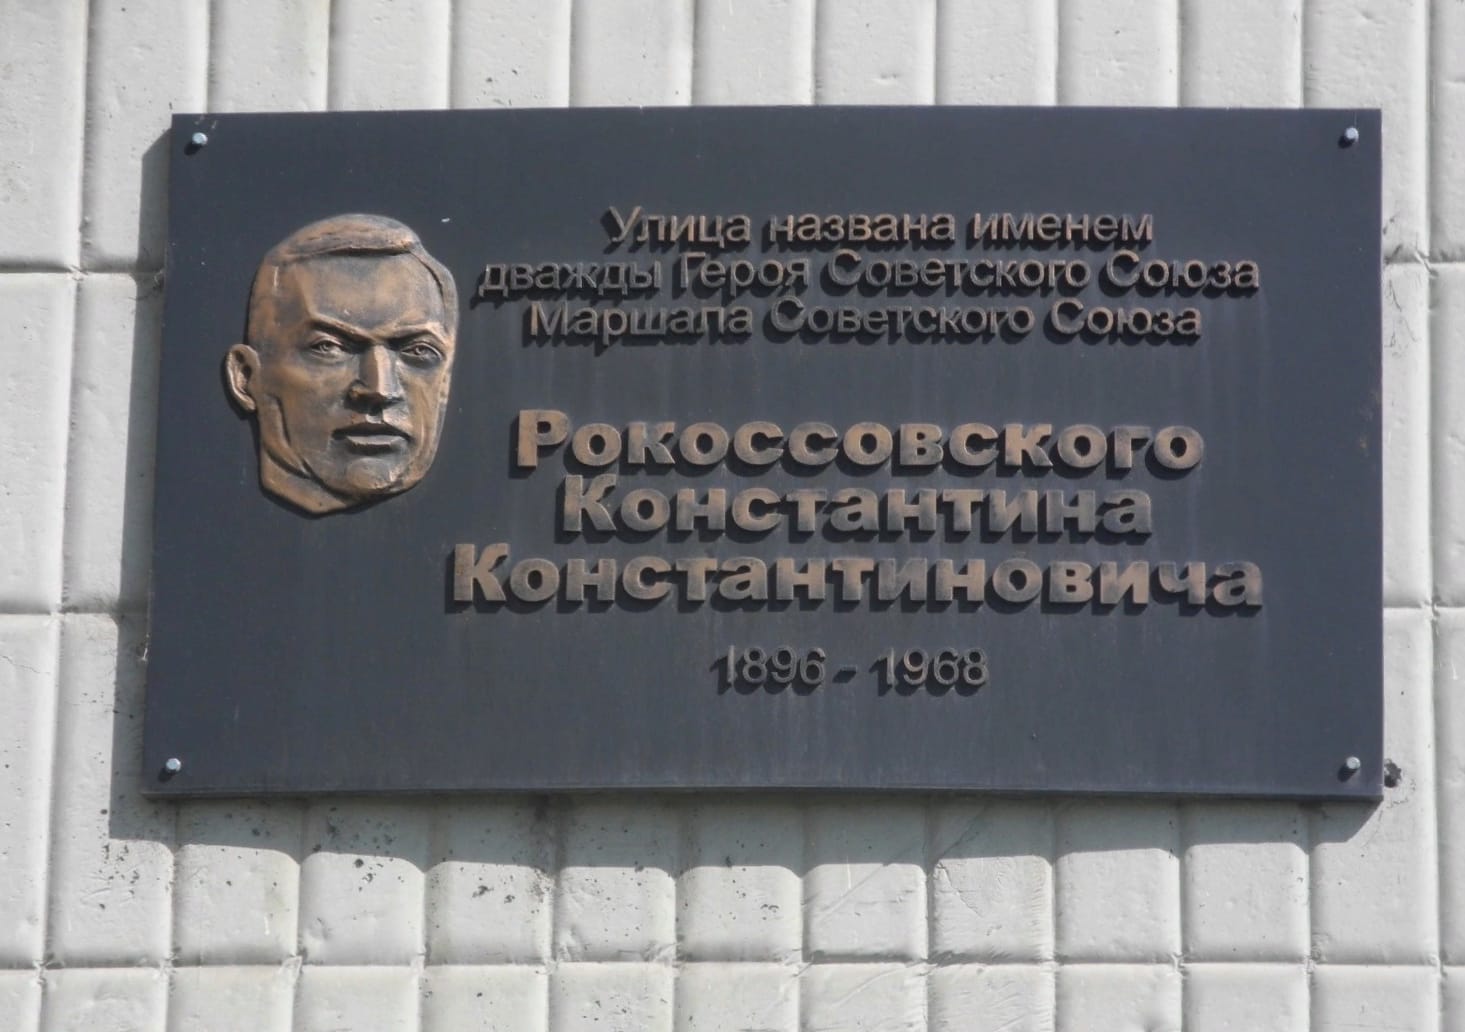 Улица названа именем
дважды Героя Советского Союза
Маршала Советского Союза
Рокоссовского
Константина
Константиновича
1896 - 1968